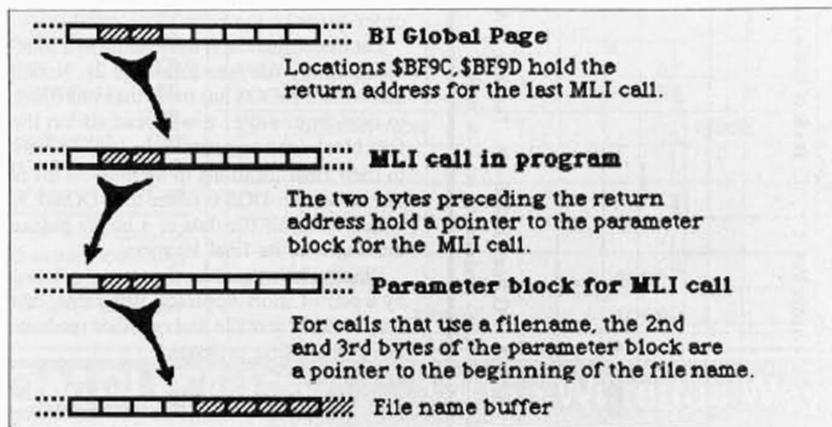 BI Global Page
Locations $BF9C,$BF9D hold the
return address for the last MLI call.
MLI call in program
The two bytes preceding the return
address hold a pointer to the parameter
block for the MLI call.
Parameter block for MLI call
For calls that use a filename, the 2nd
and 3rd bytes of the parameter block are
a pointer to the beginning of the file name.
File name buffer